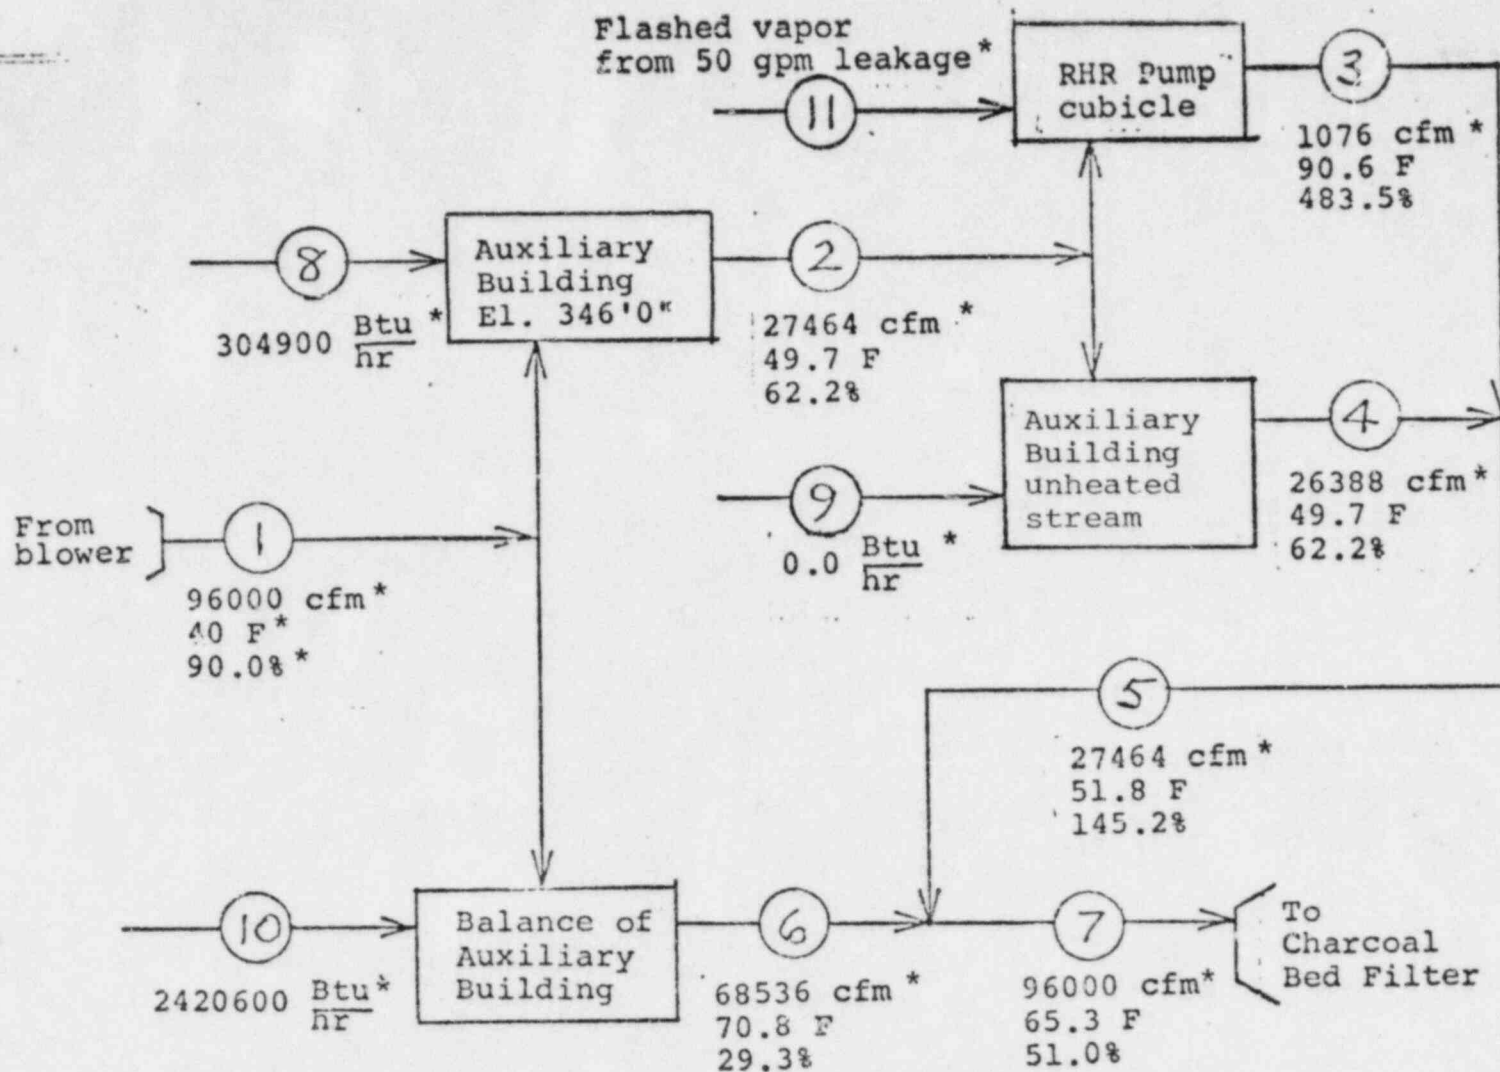 Flashed vapor
from 50 gpm leakage*
11
RHR Pump
cubicle
3
1076 cfm *
90.6 F
483.5%
8
304900 Btu *
hr
Auxiliary
Building
El. 346'0"
2
27464 cfm *
49.7 F
62.2%
Auxiliary
Building
unheated
stream
4
26388 cfm*
49.7 F
62.2%
9
0.0 Btu *
hr
From
blower
1
96000 cfm*
40 F*
90.0%*
5
27464 cfm*
51.8 F
145.2%
10
2420600 Btu*
hr
Balance of
Auxiliary
Building
6
68536 cfm *
70.8 F
29.3%
7
96000 cfm*
65.3 F
51.0%
To
Charcoal
Bed Filter